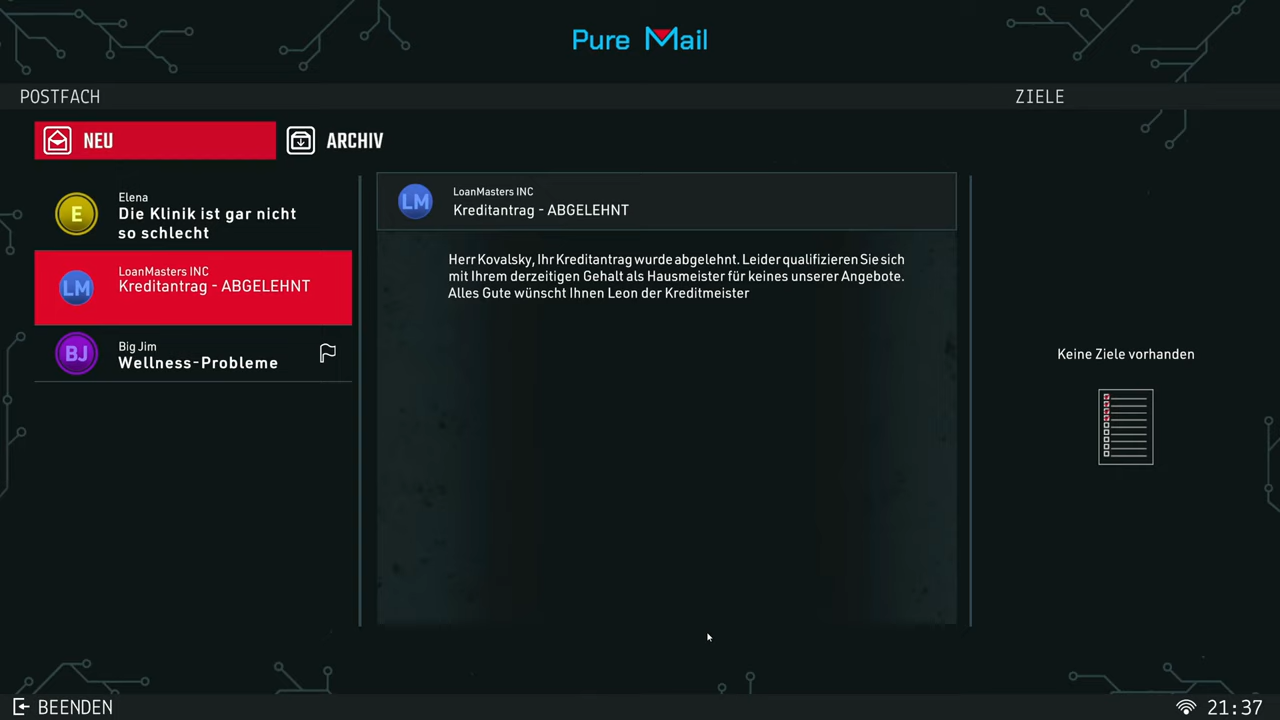 Pure Mail
POSTFACH
ZIELE
NEU
ARCHIV
E
Elena
Die Klinik ist gar nicht
so schlecht
LM
LoanMasters INC
Kreditantrag - ABGELEHNT
BJ
Big Jim
Wellness-Probleme
LM
LoanMasters INC
Kreditantrag - ABGELEHNT
Herr Kovalsky, Ihr Kreditantrag wurde abgelehnt. Leider qualifizieren Sie sich
mit Ihrem derzeitigen Gehalt als Hausmeister für keines unserer Angebote.
Alles Gute wünscht Ihnen Leon der Kreditmeister
Keine Ziele vorhanden
BEENDEN
21:37